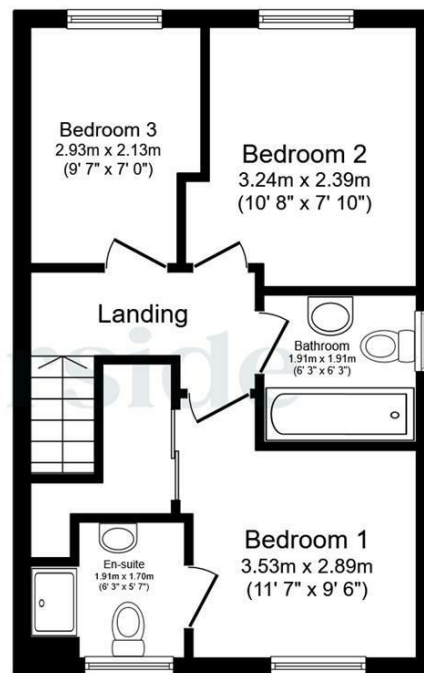 Bedroom 3
2.93m x 2.13m
(9' 7" x 7' 0")
Bedroom 2
3.24m x 2.39m
(10' 8" x 7' 10")
Landing
Bathroom
1.91m x 1.91m
(6' 3" x 6' 3")
rside
Bedroom 1
3.53m x 2.89m
(11' 7" x 9' 6")
En-suite
1.91m x 1.70m
(6' 3" x 5' 7")